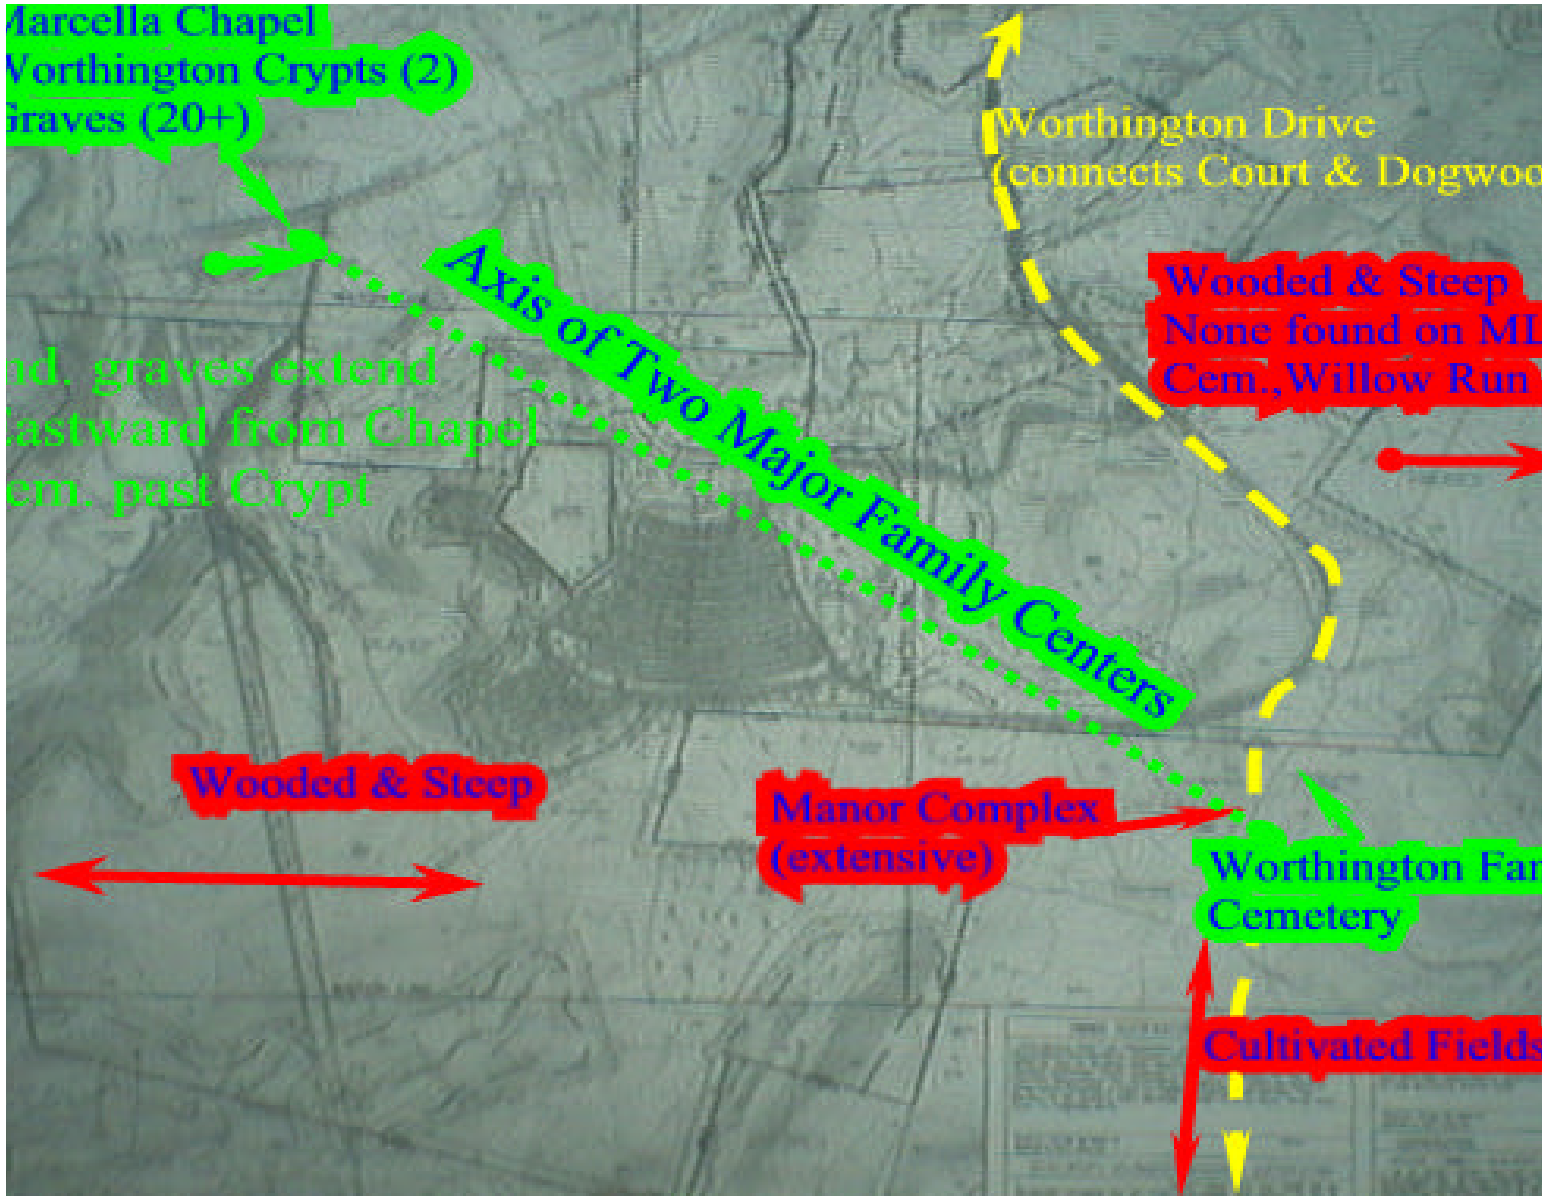 Marcella Chapel
Worthington Crypts (2)
Graves (20+)
Worthington Drive
(connects Court & Dogwoo
Wooded & Steep
None found on ML
Cem.,Willow Run
Axis of Two Major Family Centers
nd. graves extend
Eastward from Chapel
em. past Crypt
Wooded & Steep
Manor Complex
(extensive)
Worthington Fam
Cemetery
Cultivated Fields